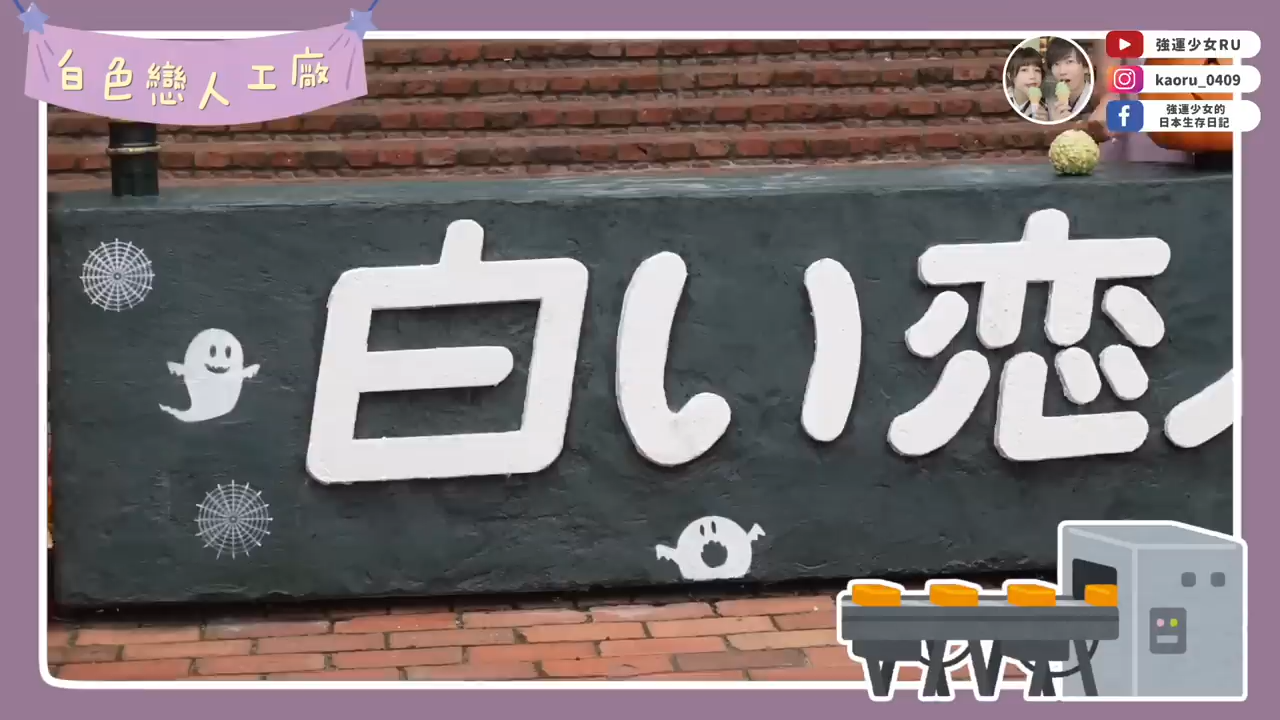 白色戀人工廠
強運少女RU
kaoru_0409
強運少女的
日本生存日記
白い恋